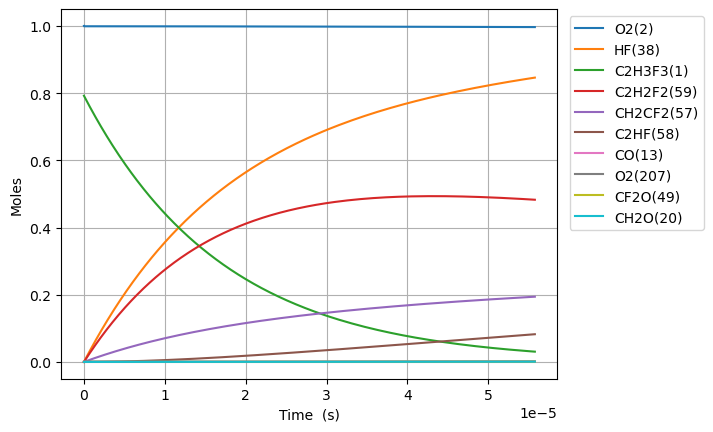 1.0
0.8
0.6
0.4
0.2
0.0
Moles
0 1 2 3 4 5
1e−5
Time (s)
O2(2)
HF(38)
C2H3F3(1)
C2H2F2(59)
CH2CF2(57)
C2HF(58)
CO(13)
O2(207)
CF2O(49)
CH2O(20)